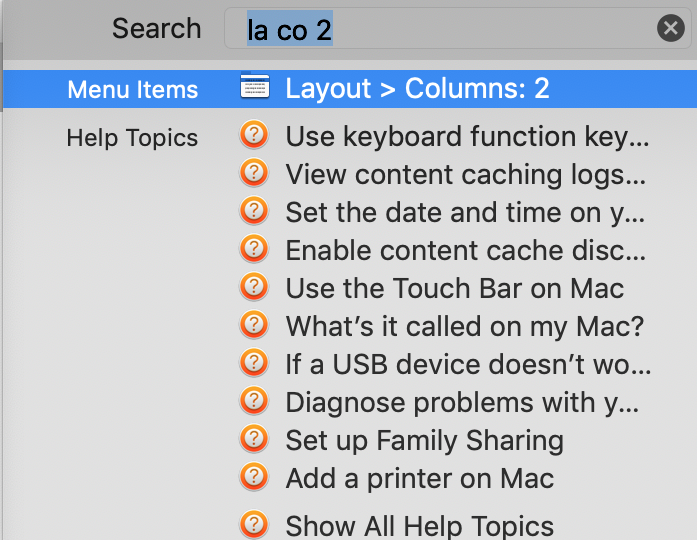 Search la co 2
Menu Items Layout > Columns: 2
Help Topics Use keyboard function key...
View content caching logs...
Set the date and time on y...
Enable content cache disc...
Use the Touch Bar on Mac
What’s it called on my Mac?
If a USB device doesn’t wo...
Diagnose problems with y...
Set up Family Sharing
Add a printer on Mac
Show All Help Topics